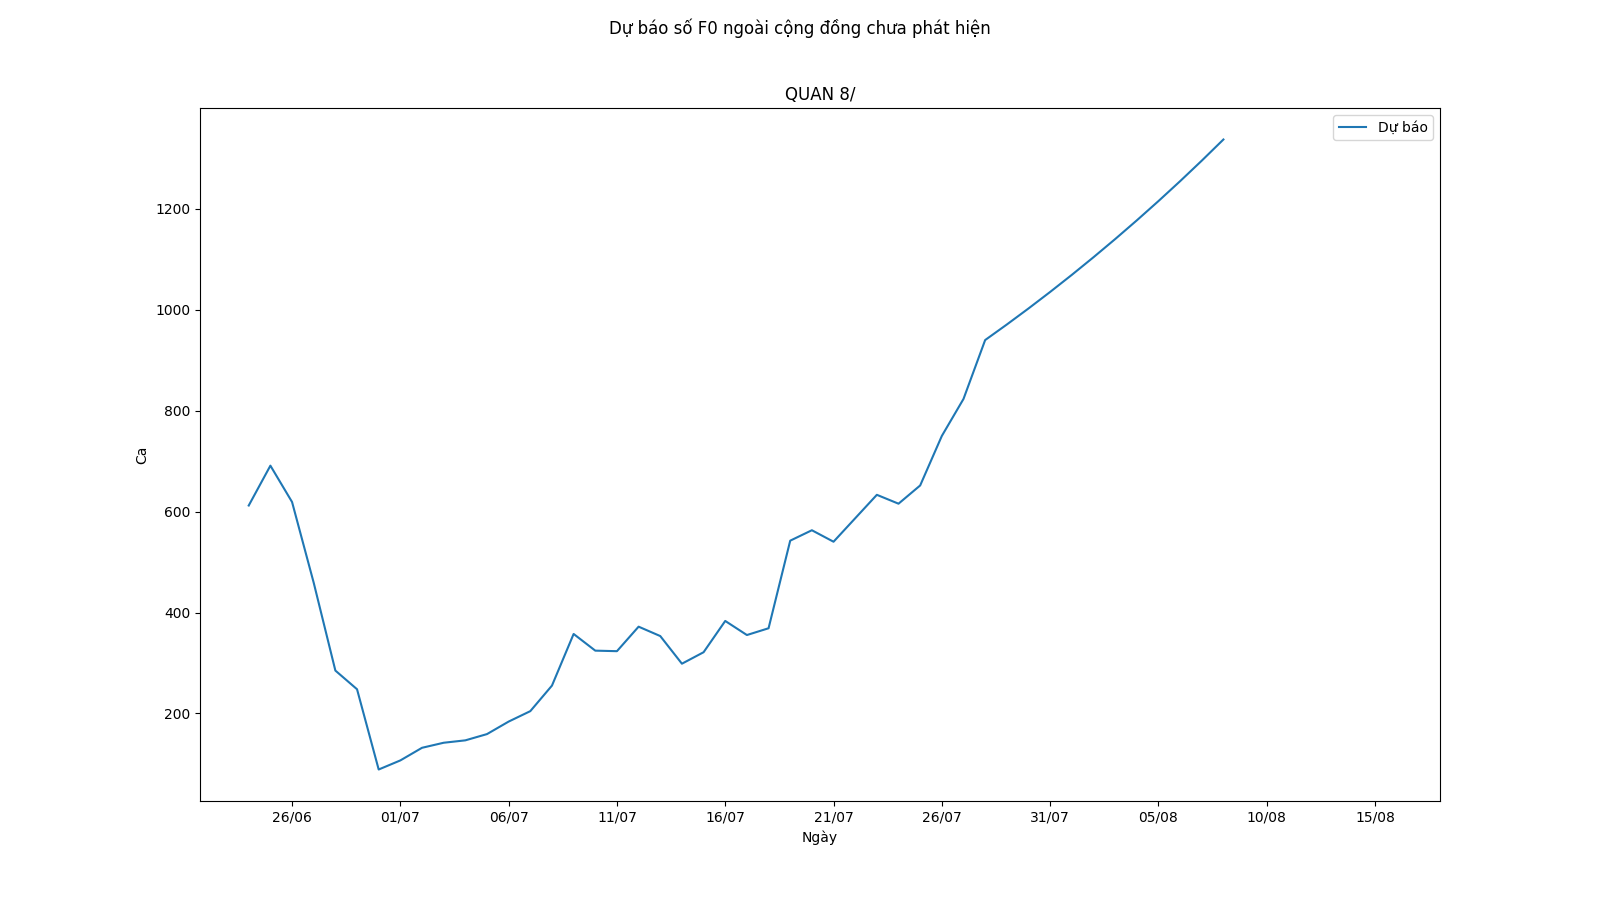 Dự báo số F0 ngoài cộng đồng chưa phát hiện
QUAN 8/
Dự báo
1200
1000
800
600
400
200
Ca
26/06 01/07 06/07 11/07 16/07 21/07 26/07 31/07 05/08 10/08 15/08
Ngày